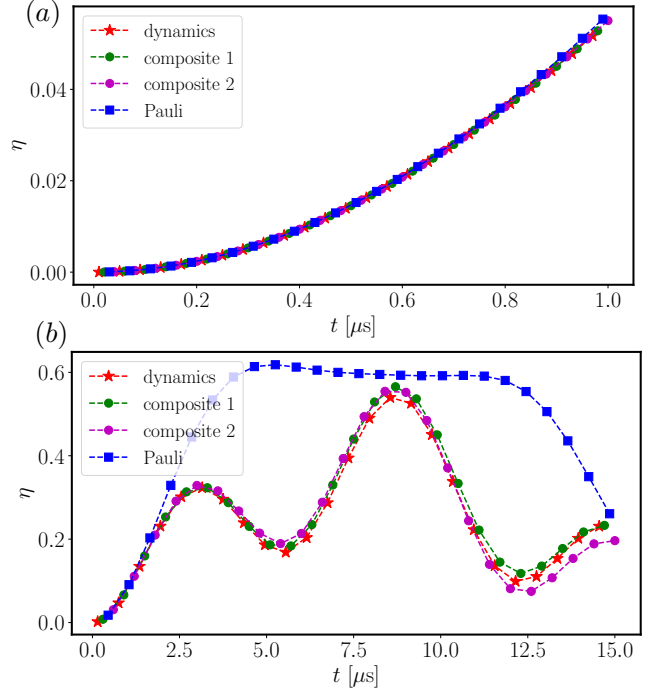 (a)
dynamics
composite 1
composite 2
Pauli
η
0.04
0.02
0.00
0.0 0.2 0.4 0.6 0.8 1.0
t [μs]
(b)
dynamics
composite 1
composite 2
Pauli
η
0.6
0.4
0.2
0.0
0.0 2.5 5.0 7.5 10.0 12.5 15.0
t [μs]